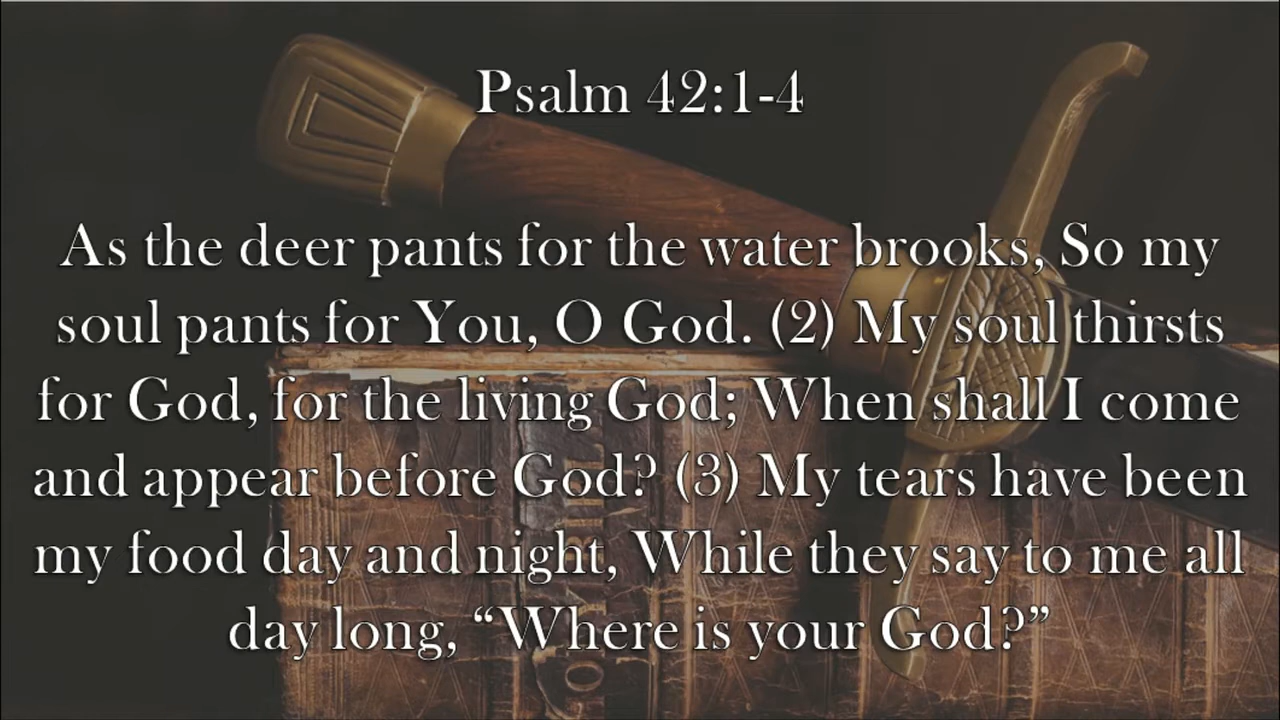 Psalm 42:1-4
As the deer pants for the water brooks, So my
soul pants for You, O God. (2) My soul thirsts
for God, for the living God; When shall I come
and appear before God? (3) My tears have been
my food day and night, While they say to me all
day long, “Where is your God?”